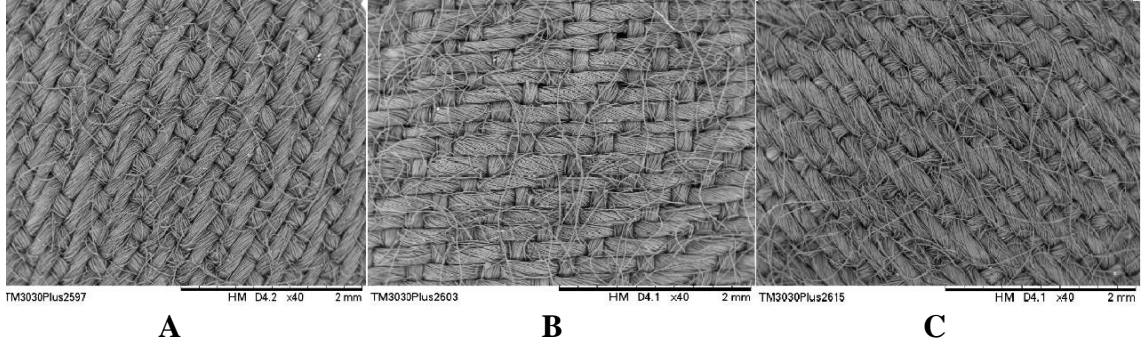 TM3030Plus2597 HM D4.2 x40 2 mm
TM3030Plus2603 HM D4.1 x40 2 mm
TM3030Plus2615 HM D4.1 x40 2 mm
A B C